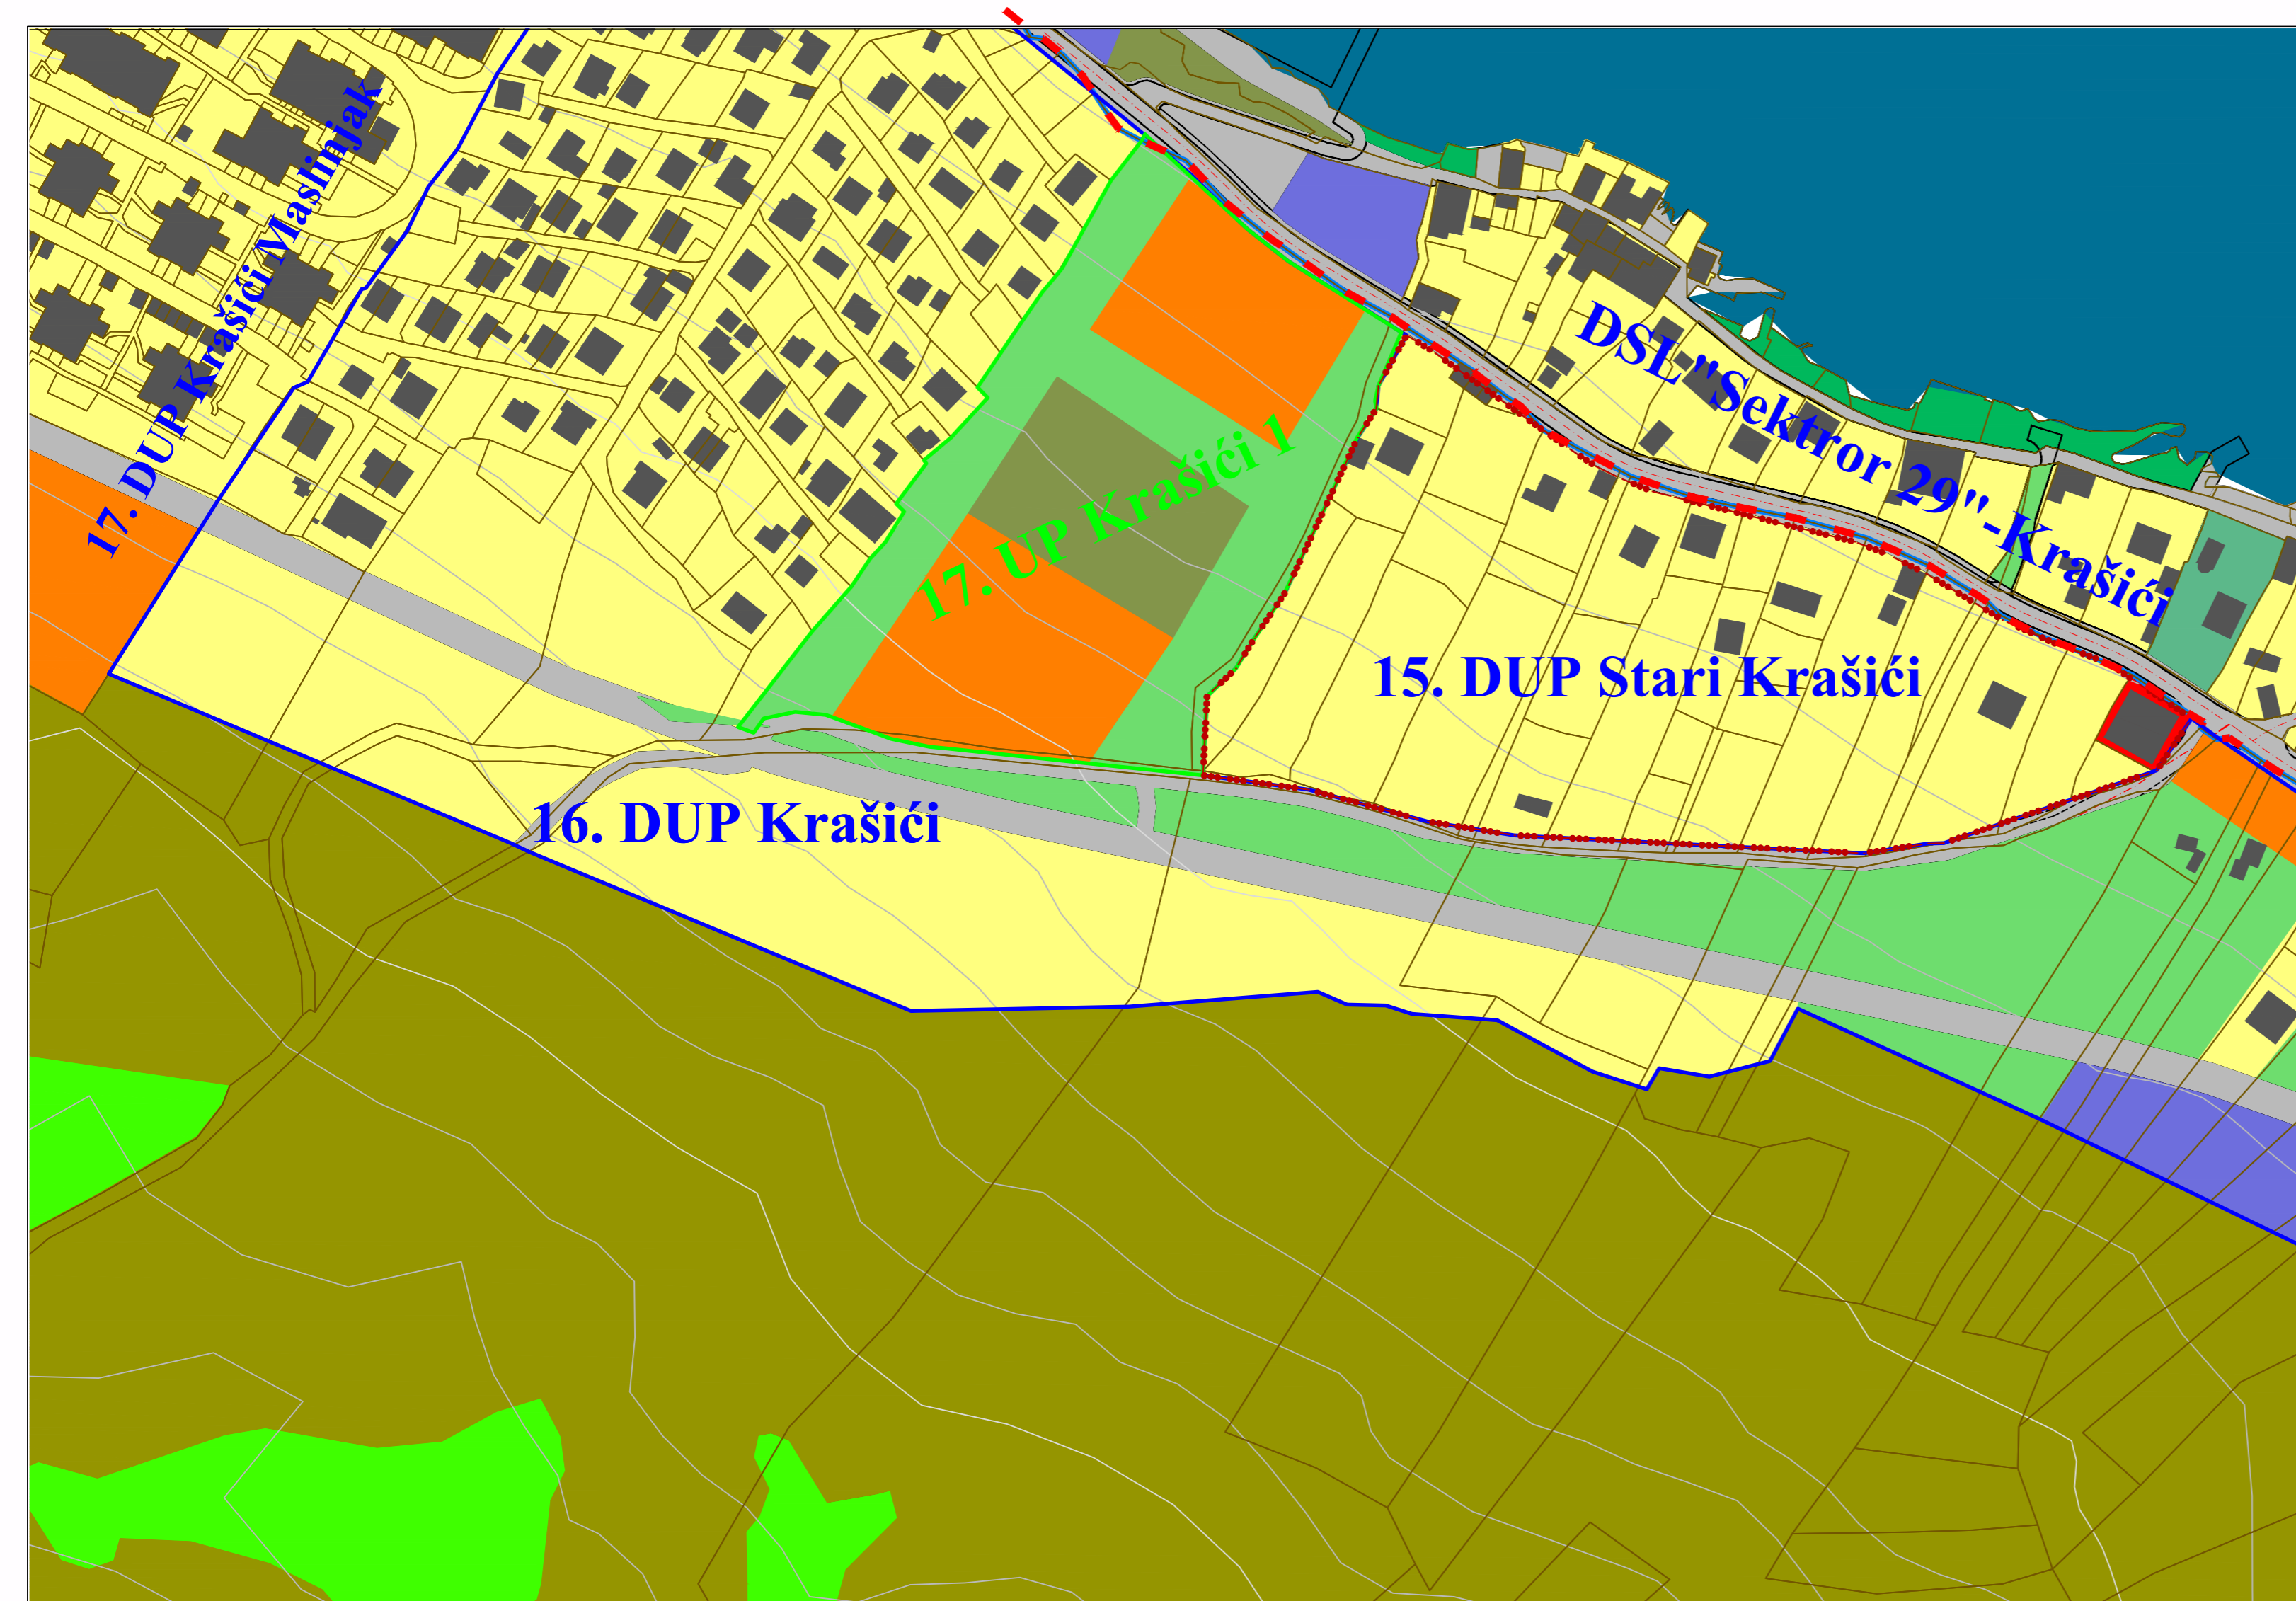 17. DUP Krašići Maslinjak
DSL"Sektror 29"-Krašići
17. UP Krašići 1
15. DUP Stari Krašići
16. DUP Krašići